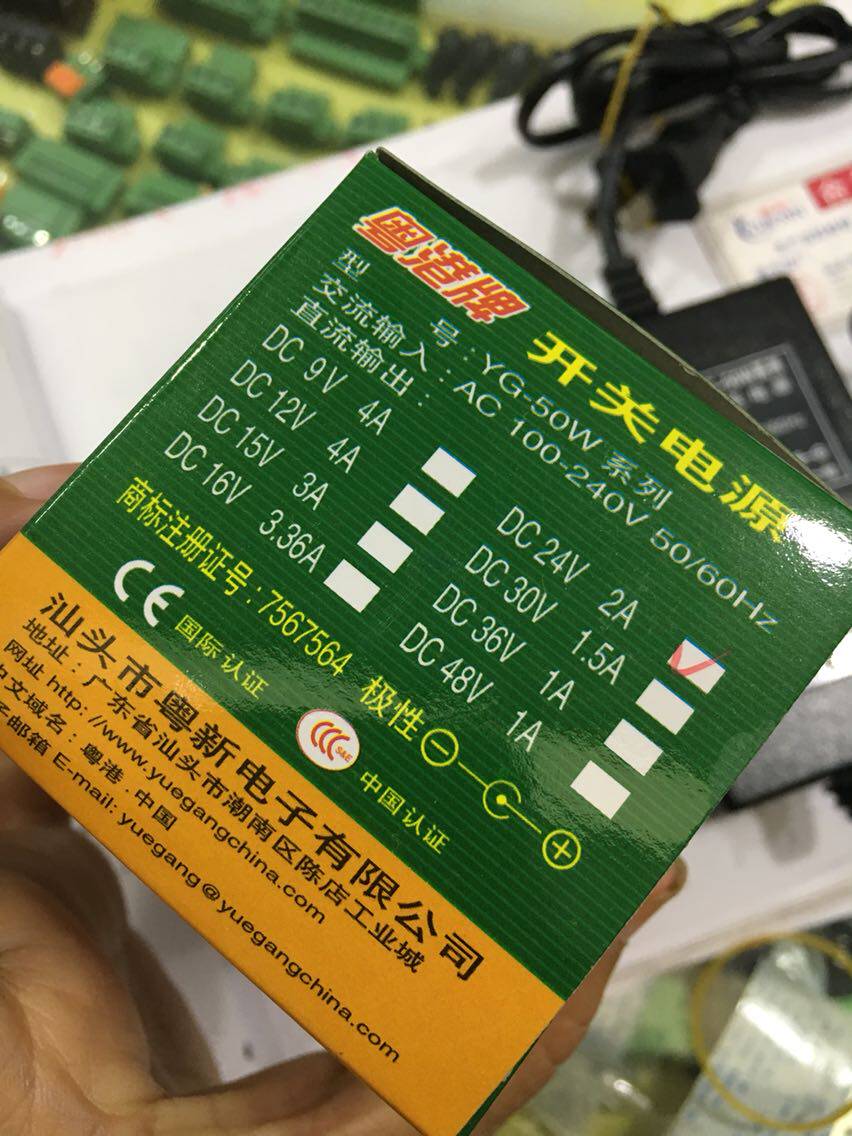 粤港牌 开关电源
型 号：YG-50W 系列
交流输入：AC 100-240V 50/60Hz
直流输出：
DC 9V 4A
DC 12V 4A
DC 15V 3A
DC 16V 3.36A
DC 24V 2A
DC 30V 1.5A
DC 36V 1A
DC 48V 1A
商标注册证号：7567564 极性
CE 国际认证
CCC S&E 中国认证
汕头市粤新电子有限公司
地址：广东省汕头市潮南区陈店工业城
网址 http://www.yuegangchina.com
中文域名：粤港.中国
邮箱 E-mail: yuegang@yuegangchina.com